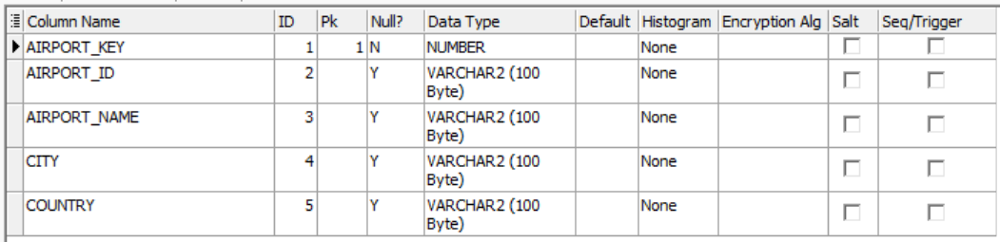 Column Name ID Pk Null? Data Type Default Histogram Encryption Alg Salt Seq/Trigger
AIRPORT_KEY 1 1 N NUMBER None
AIRPORT_ID 2 Y VARCHAR2 (100 None
Byte)
AIRPORT_NAME 3 Y VARCHAR2 (100 None
Byte)
CITY 4 Y VARCHAR2 (100 None
Byte)
COUNTRY 5 Y VARCHAR2 (100 None
Byte)